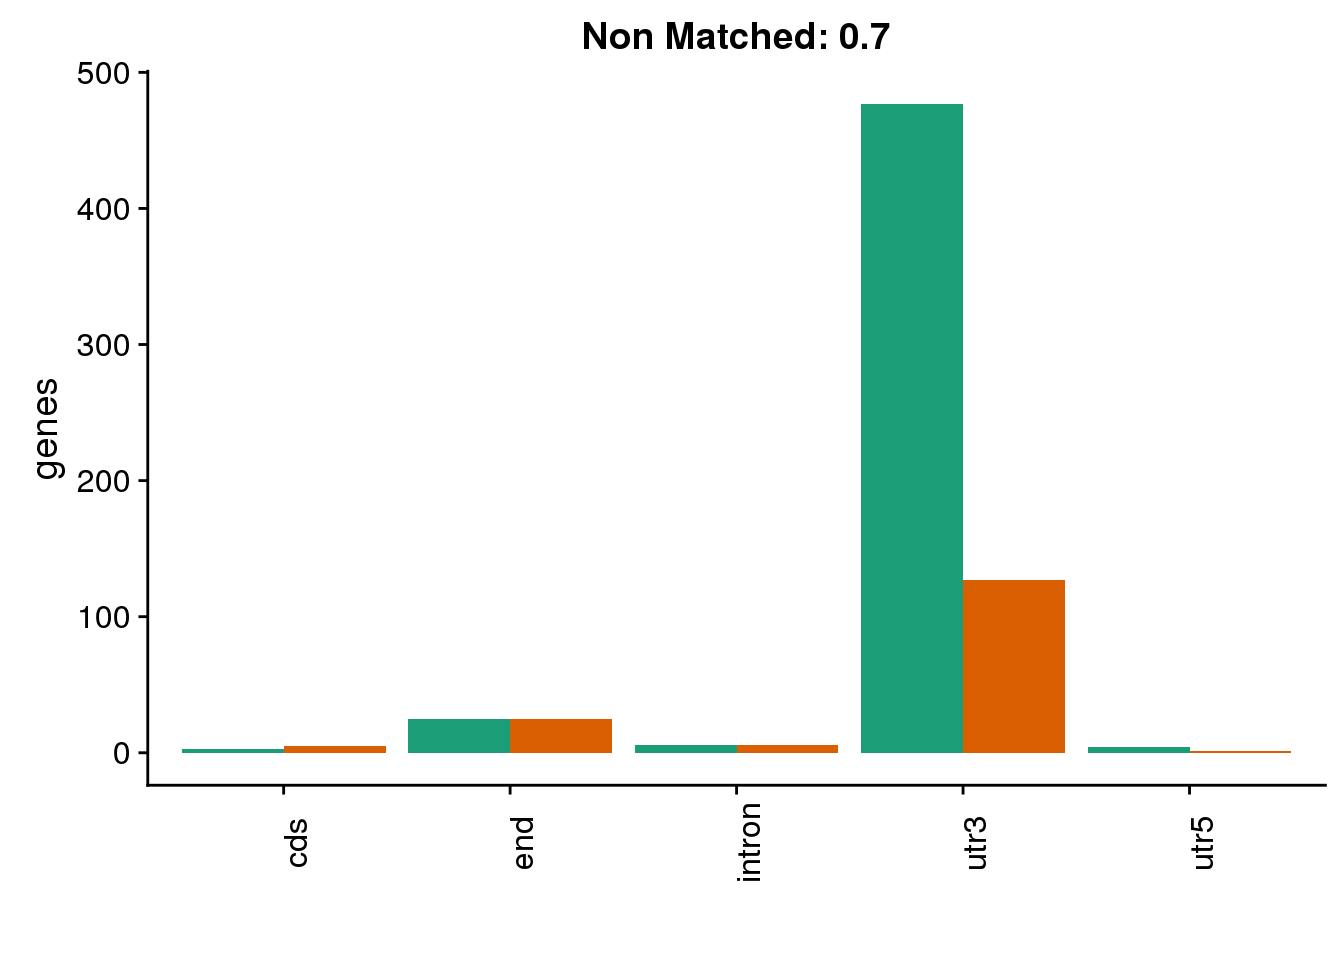 Non Matched: 0.7
500
400
300
200
100
0
genes
cds
end
intron
utr3
utr5